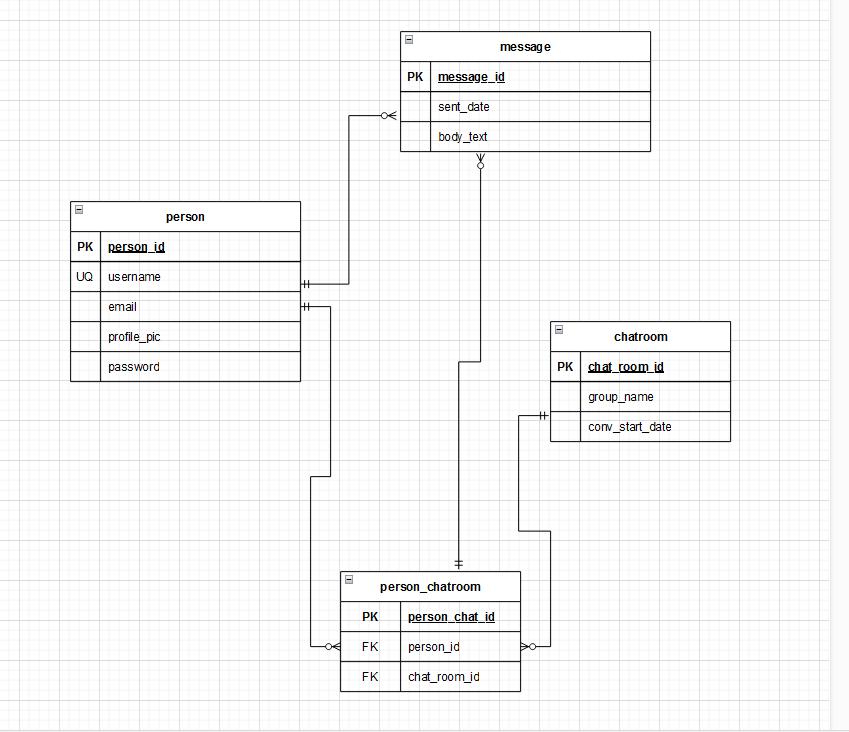 message
PK message_id
sent_date
body_text
person
PK person_id
UQ username
email
profile_pic
password
chatroom
PK chat_room_id
group_name
conv_start_date
person_chatroom
PK person_chat_id
FK person_id
FK chat_room_id